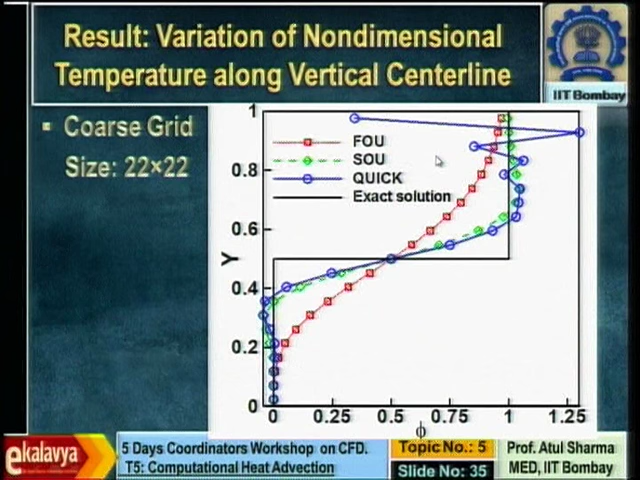 Result: Variation of Nondimensional
Temperature along Vertical Centerline
IIT Bombay
▪ Coarse Grid
Size: 22×22
FOU
SOU
QUICK
Exact solution
1
0.8
0.6
0.4
0.2
0
Y
0 0.25 0.5 0.75 1 1.25
ϕ
ekalavya
5 Days Coordinators Workshop on CFD.
T5: Computational Heat Advection
Topic No.: 5
Slide No: 35
Prof. Atul Sharma
MED, IIT Bombay